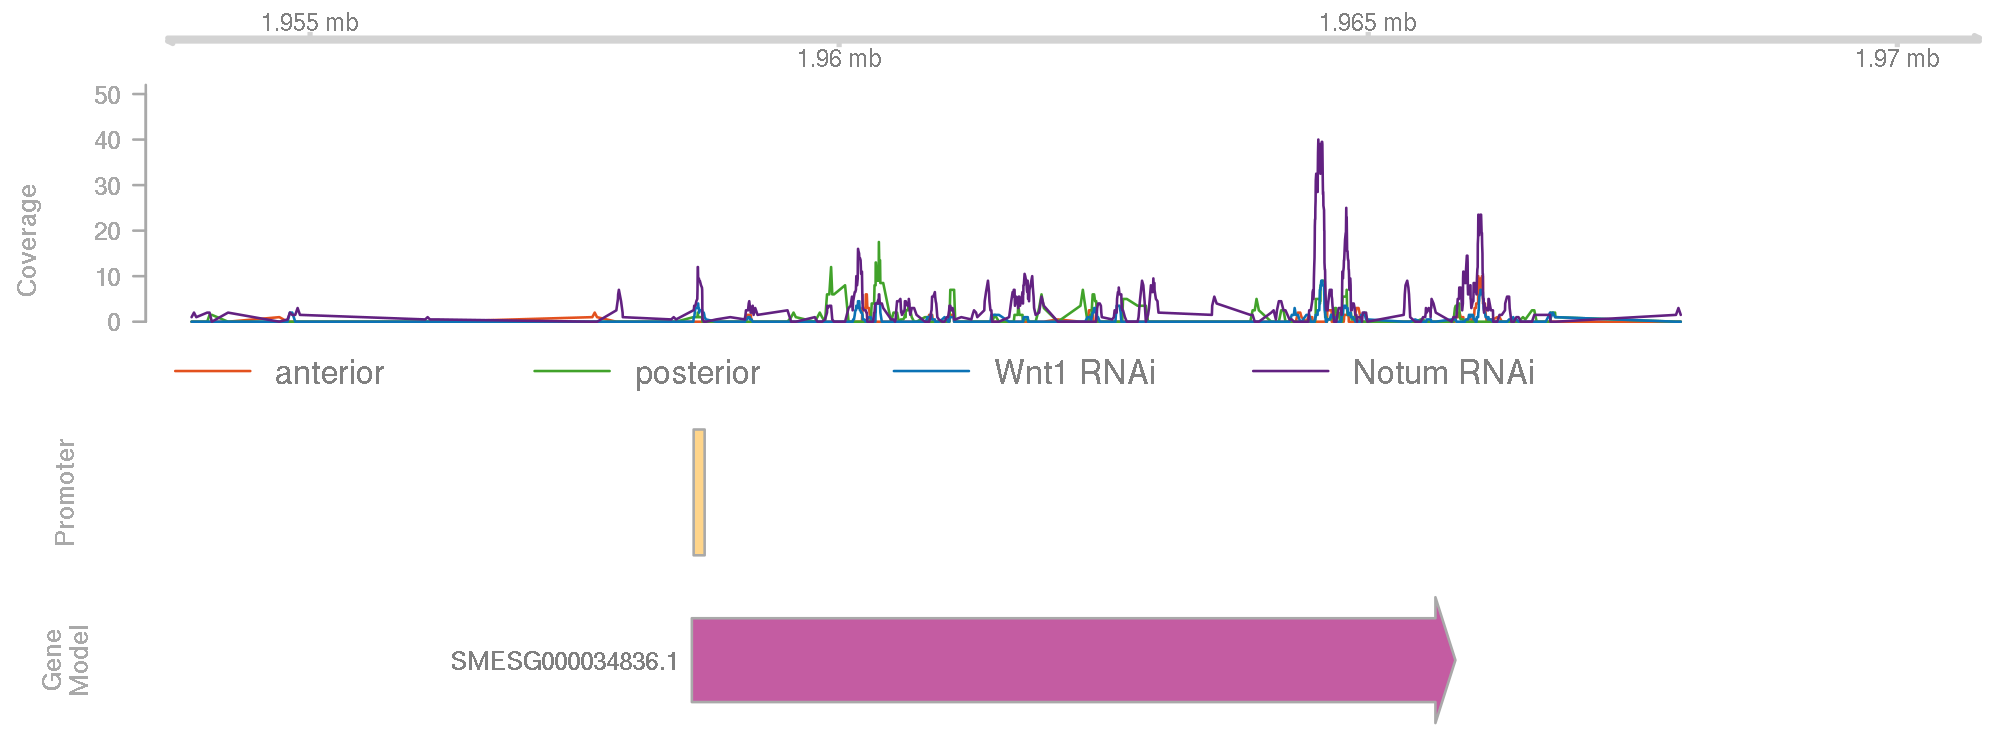 1.955 mb
1.965 mb
1.96 mb
1.97 mb
Coverage
50
40
30
20
10
0
anterior
posterior
Wnt1 RNAi
Notum RNAi
Promoter
Gene
Model
SMESG000034836.1